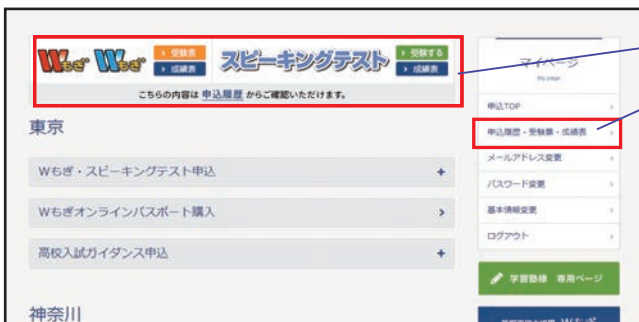 Wもぎ Wもぎ
受験票
成績表
スピーキングテスト
受験する
成績表
こちらの内容は 申込履歴 からご確認いただけます。
東京
Wもぎ・スピーキングテスト申込
Wもぎオンラインパスポート購入
高校入試ガイダンス申込
神奈川
マイページ
My page
申込TOP
申込履歴・受験票・成績表
メールアドレス変更
パスワード変更
基本情報変更
ログアウト
学習塾様 専用ページ